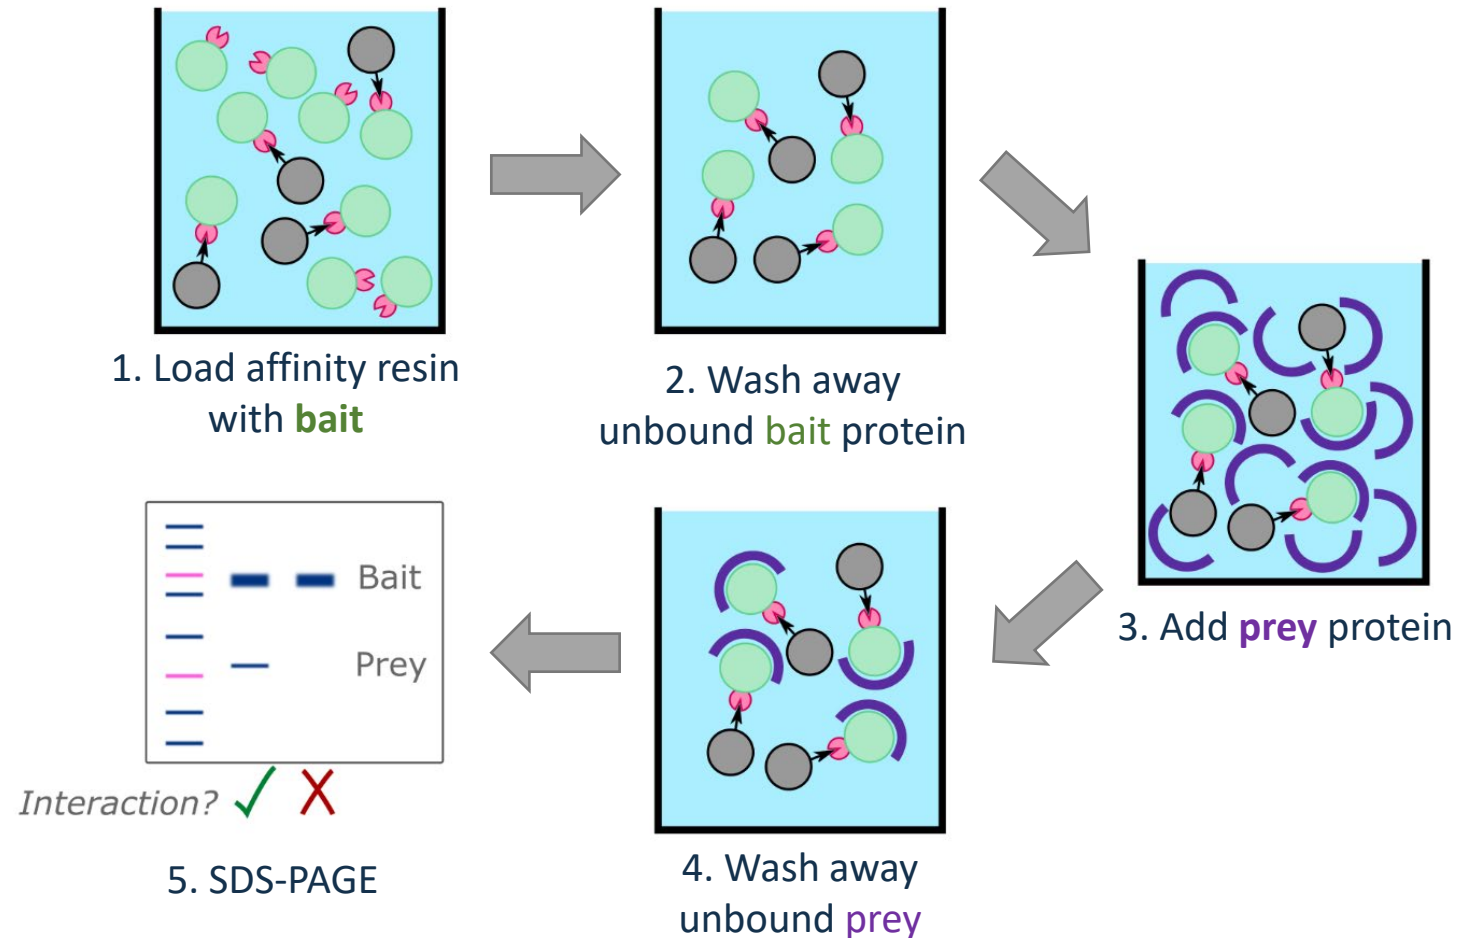 1. Load affinity resin
with bait
2. Wash away
unbound bait protein
3. Add prey protein
4. Wash away
unbound prey
Bait
Prey
Interaction?
5. SDS-PAGE